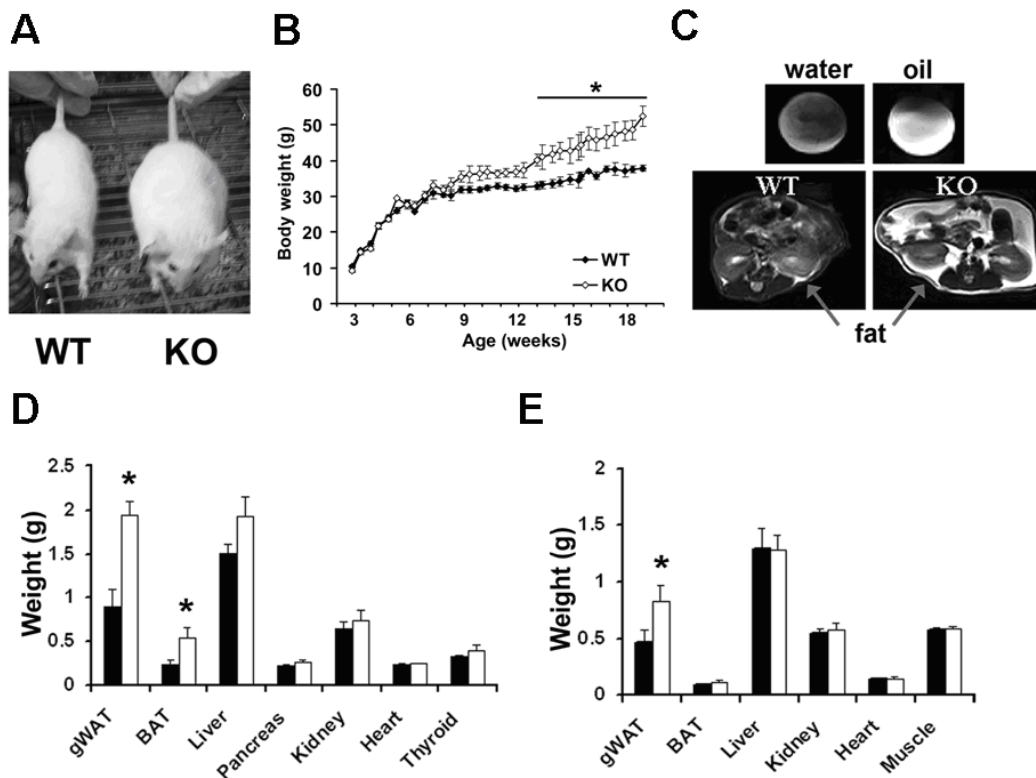 A
WT
KO
B
Body weight (g)
60
50
40
30
20
10
0
*
WT
KO
3 6 9 12 15 18
Age (weeks)
C
water oil
WT KO
fat
D
Weight (g)
2.5
2
1.5
1
0.5
0
*
*
gWAT BAT Liver Pancreas Kidney Heart Thyroid
E
Weight (g)
2
1.5
1
0.5
0
*
gWAT BAT Liver Kidney Heart Muscle